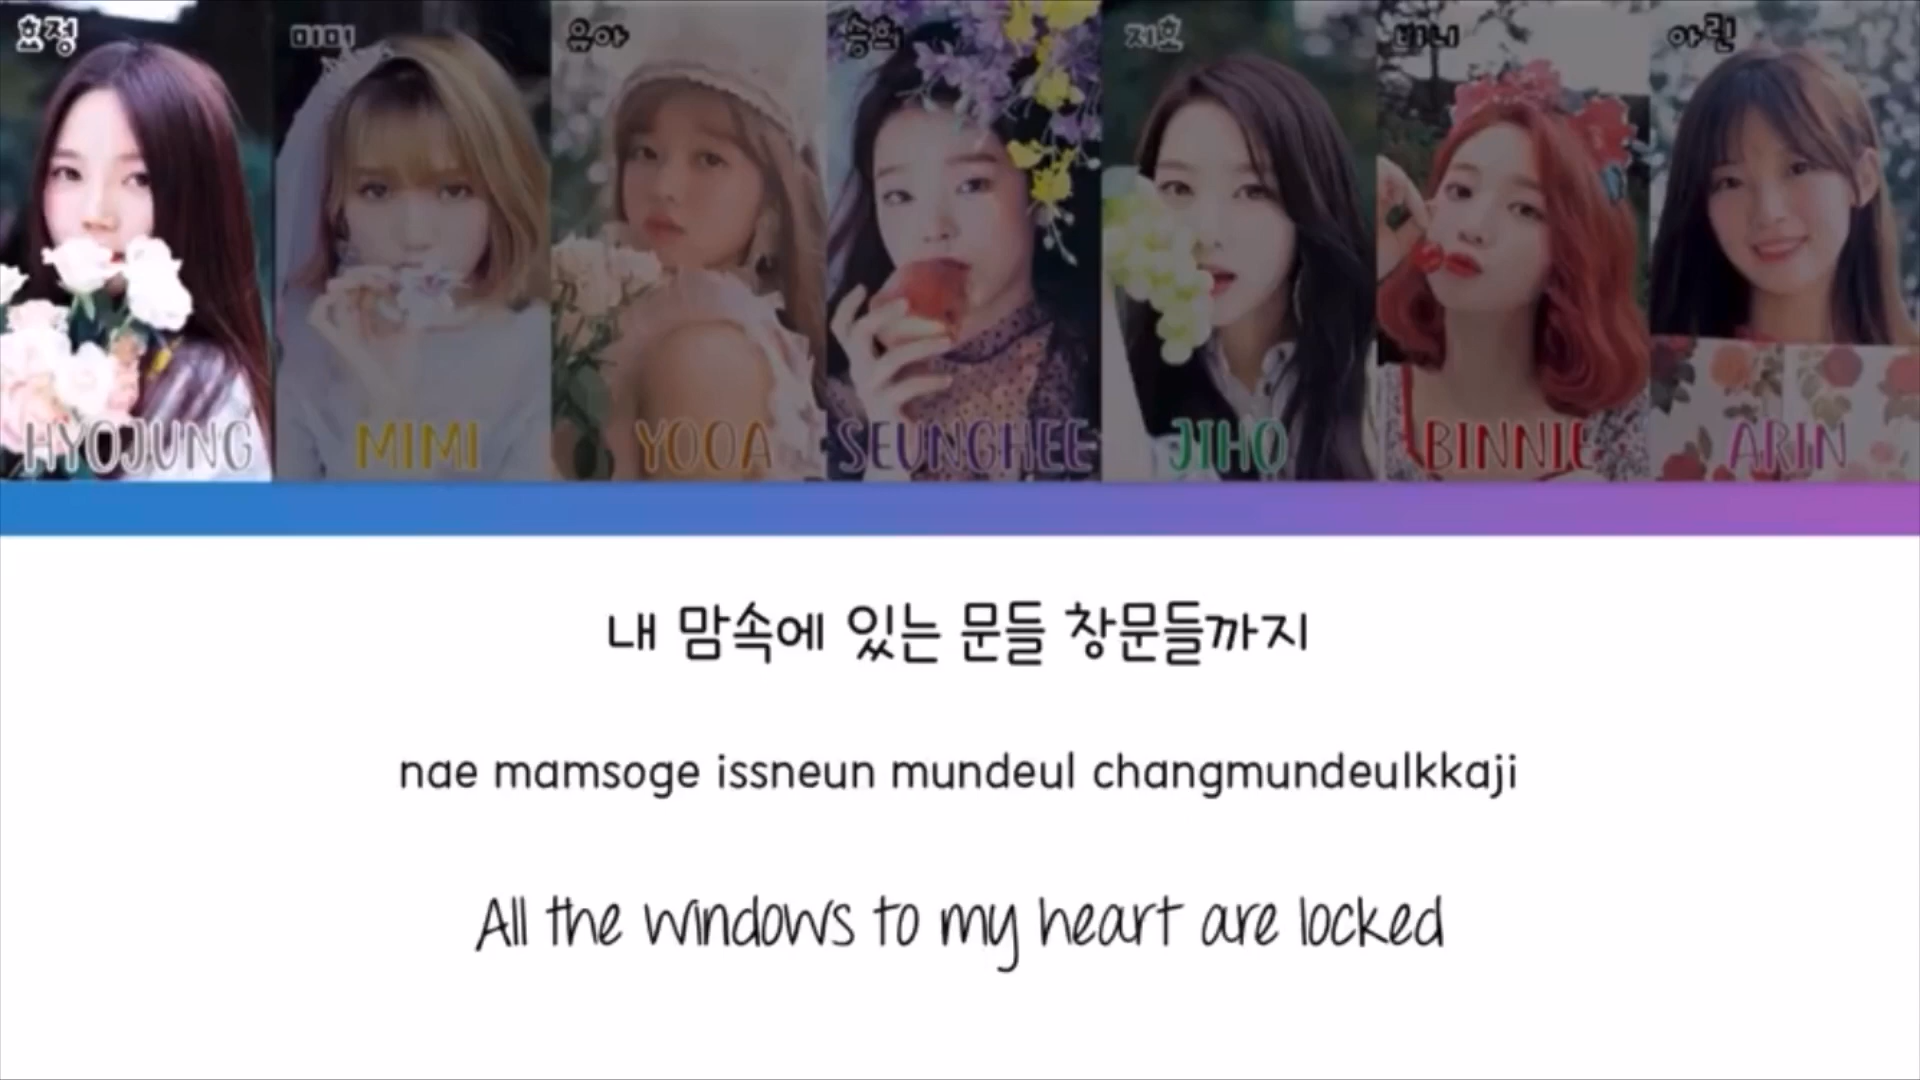 효정 미미 유아 승희 지호 비니 아린
HYOJUNG MIMI YOOA SEUNGHEE JIHO BINNIE ARIN
내 맘속에 있는 문들 창문들까지
nae mamsoge issneun mundeul changmundeulkkaji
All the windows to my heart are locked